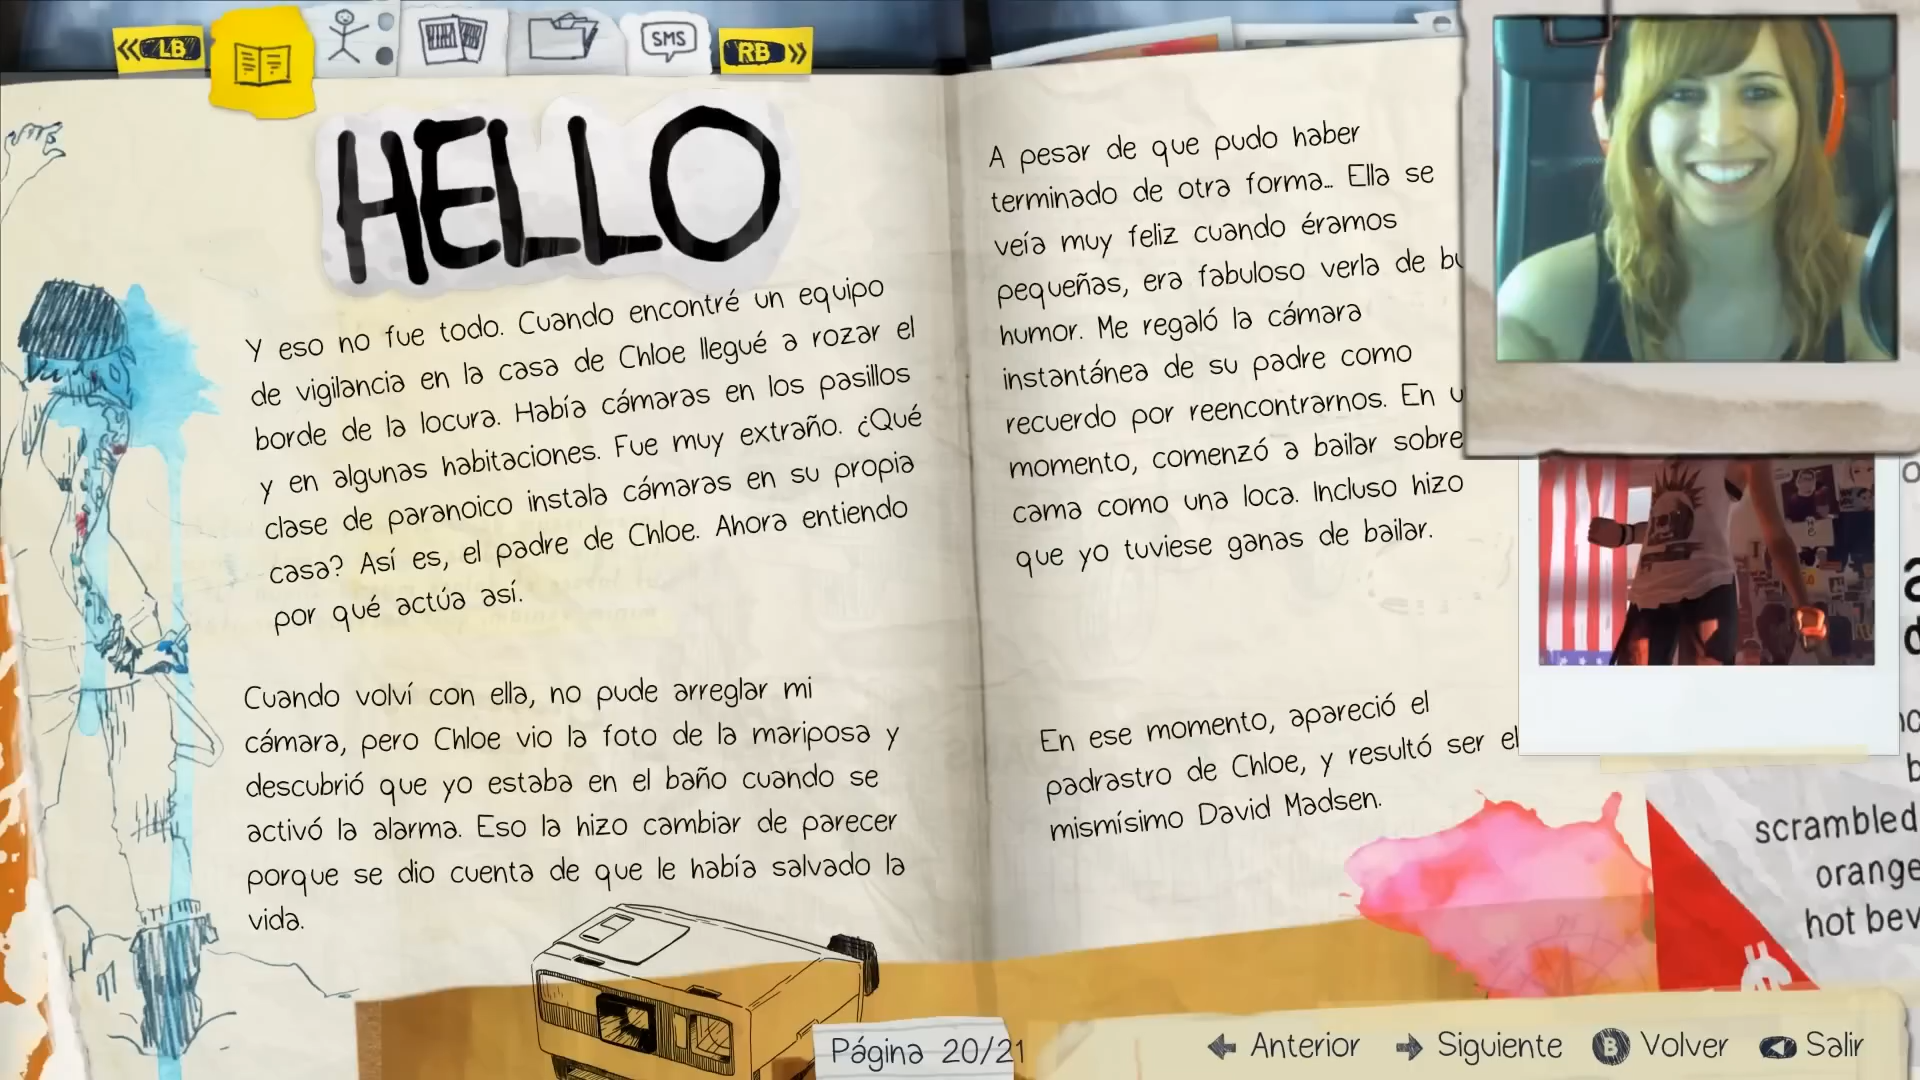 LB
SMS
RB
HELLO
Y eso no fue todo. Cuando encontré un equipo
de vigilancia en la casa de Chloe llegué a rozar el
borde de la locura. Había cámaras en los pasillos
y en algunas habitaciones. Fue muy extraño. ¿Qué
clase de paranoico instala cámaras en su propia
casa? Así es, el padre de Chloe. Ahora entiendo
por qué actúa así.
Cuando volví con ella, no pude arreglar mi
cámara, pero Chloe vio la foto de la mariposa y
descubrió que yo estaba en el baño cuando se
activó la alarma. Eso la hizo cambiar de parecer
porque se dio cuenta de que le había salvado la
vida.
A pesar de que pudo haber
terminado de otra forma... Ella se
veía muy feliz cuando éramos
pequeñas, era fabuloso verla de
humor. Me regaló la cámara
instantánea de su padre como
recuerdo por reencontrarnos. En
momento, comenzó a bailar sobre
cama como una loca. Incluso hizo
que yo tuviese ganas de bailar.
En ese momento, apareció el
padrastro de Chloe, y resultó ser el
mismísimo David Madsen.
scrambled
orange
hot bev
Página 20/21
Anterior
Siguiente
B Volver
Salir